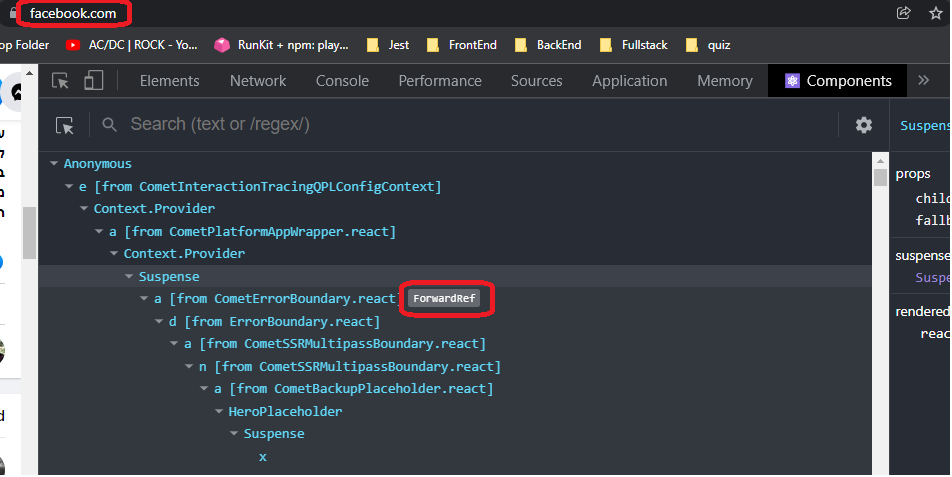 facebook.com
op Folder AC/DC | ROCK - Yo... RunKit + npm: play... Jest FrontEnd BackEnd Fullstack quiz
Elements Network Console Performance Sources Application Memory Components »
Search (text or /regex/)
Suspens
Anonymous
e [from CometInteractionTracingQPLConfigContext]
Context.Provider
a [from CometPlatformAppWrapper.react]
Context.Provider
Suspense
a [from CometErrorBoundary.react] ForwardRef
d [from ErrorBoundary.react]
a [from CometSSRMultipassBoundary.react]
n [from CometSSRMultipassBoundary.react]
a [from CometBackupPlaceholder.react]
HeroPlaceholder
Suspense
x
props
chilc
fallb
suspense
Suspe
rendered
reac